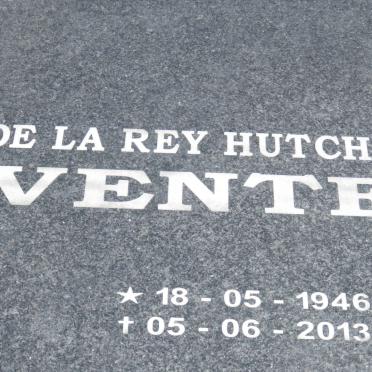 DE LA REY HUTCH
VENTE
★ 18 - 05 - 1946
† 05 - 06 - 2013